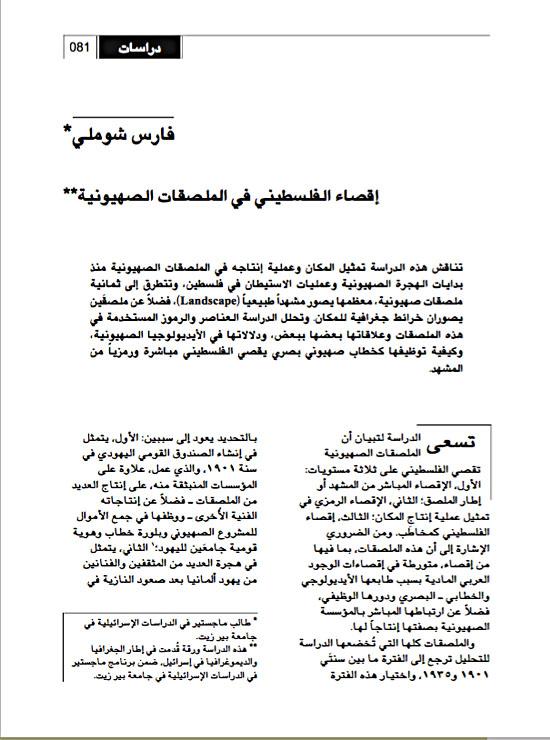 دراسات 081
فارس شوملي*
إقصاء الفلسطيني في الملصقات الصهيونية**
تناقش هذه الدراسة تمثيل المكان وعملية إنتاجه في الملصقات الصهيونية منذ
بدايات الهجرة الصهيونية وعمليات الاستيطان في فلسطين، وتتطرق إلى ثمانية
ملصقات صهيونية، معظمها يصور مشهداً طبيعياً (Landscape)، فضلاً عن ملصقَين
يصوران خرائط جغرافية للمكان. وتحلل الدراسة العناصر والرموز المستخدمة في
هذه الملصقات وعلاقاتها بعضها ببعض، ودلالاتها في الأيديولوجيا الصهيونية،
وكيفية توظيفها كخطاب صهيوني بصري يقصي الفلسطيني مباشرة ورمزياً من
المشهد.
تسعى الدراسة لتبيان أن
الملصقات الصهيونية
تقصي الفلسطيني على ثلاثة مستويات:
الأول، الإقصاء المباشر من المشهد أو
إطار الملصق؛ الثاني، الإقصاء الرمزي في
تمثيل عملية إنتاج المكان؛ الثالث، إقصاء
الفلسطيني كمخاطَب. ومن الضروري
الإشارة إلى أن هذه الملصقات، بما فيها
من إقصاء، متورطة في إقصاءات الوجود
العربي المادية بسبب طابعها الأيديولوجي
والخطابي – البصري ودورها الوظيفي،
فضلاً عن ارتباطها المباشر بالمؤسسة
الصهيونية بصفتها إنتاجاً لها.
والملصقات كلها التي تُخضعها الدراسة
للتحليل ترجع إلى الفترة ما بين سنتَي
١٩٠١ و١٩٣٥، واختيار هذه الفترة
بالتحديد يعود إلى سببين: الأول، يتمثل
في إنشاء الصندوق القومي اليهودي في
سنة ١٩٠١، والذي عمل، علاوة على
المؤسسات المنبثقة منه، على إنتاج العديد
من الملصقات – فضلاً عن إنتاجاته
الفنية الأُخرى – ووظفها في جمع الأموال
للمشروع الصهيوني وبلورة خطاب وهوية
قومية جامعَين لليهود؛١ الثاني، يتمثل
في هجرة العديد من المثقفين والفنانين
من يهود ألمانيا بعد صعود النازية في
* طالب ماجستير في الدراسات الإسرائيلية في
جامعة بير زيت.
** هذه الدراسة ورقة قُدمت في إطار الجغرافيا
والديموغرافيا في إسرائيل، ضمن برنامج ماجستير
في الدراسات الإسرائيلية في جامعة بير زيت.